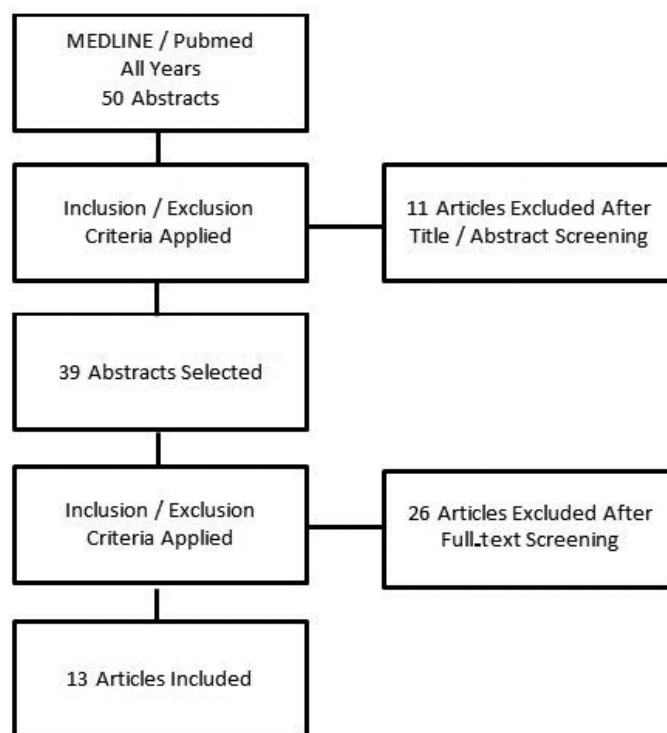 MEDLINE / Pubmed
All Years
50 Abstracts
Inclusion / Exclusion
Criteria Applied
11 Articles Excluded After
Title / Abstract Screening
39 Abstracts Selected
Inclusion / Exclusion
Criteria Applied
26 Articles Excluded After
Full-text Screening
13 Articles Included